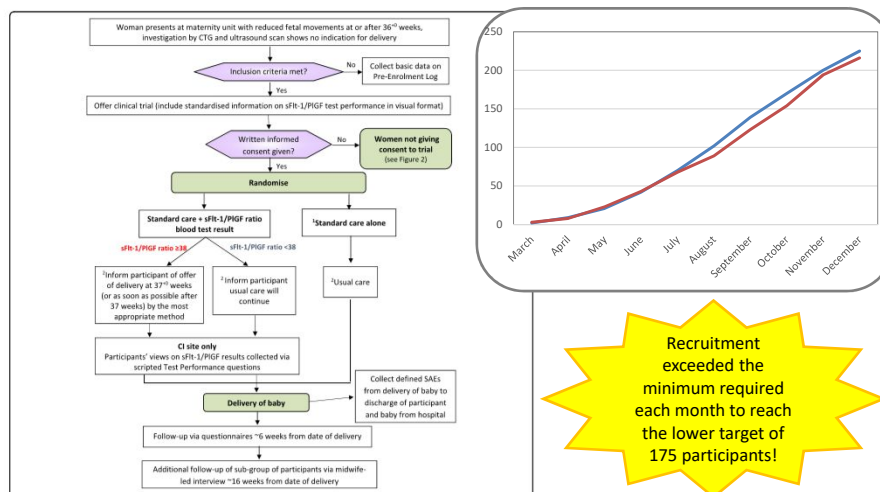 Woman presents at maternity unit with reduced fetal movements at or after 36⁺⁰ weeks,
investigation by CTG and ultrasound scan shows no indication for delivery
Inclusion criteria met?
No
Collect basic data on
Pre-Enrolment Log
Yes
Offer clinical trial (include standardised information on sFlt-1/PlGF test performance in visual format)
Written informed
consent given?
No
Women not giving
consent to trial
(see Figure 2)
Yes
Randomise
Standard care + sFlt-1/PlGF ratio
blood test result
¹Standard care alone
sFlt-1/PlGF ratio ≥38
sFlt-1/PlGF ratio <38
²Inform participant of offer
of delivery at 37⁺⁰ weeks
(or as soon as possible after
37 weeks) by the most
appropriate method
² Inform participant
usual care will
continue
²Usual care
CI site only
Participants' views on sFlt-1/PlGF results collected via
scripted Test Performance questions
Delivery of baby
Collect defined SAEs
from delivery of baby to
discharge of participant
and baby from hospital
Follow-up via questionnaires ~6 weeks from date of delivery
Additional follow-up of sub-group of participants via midwife-
led interview ~16 weeks from date of delivery
250
200
150
100
50
0
March
April
May
June
July
August
September
October
November
December
Recruitment
exceeded the
minimum required
each month to reach
the lower target of
175 participants!